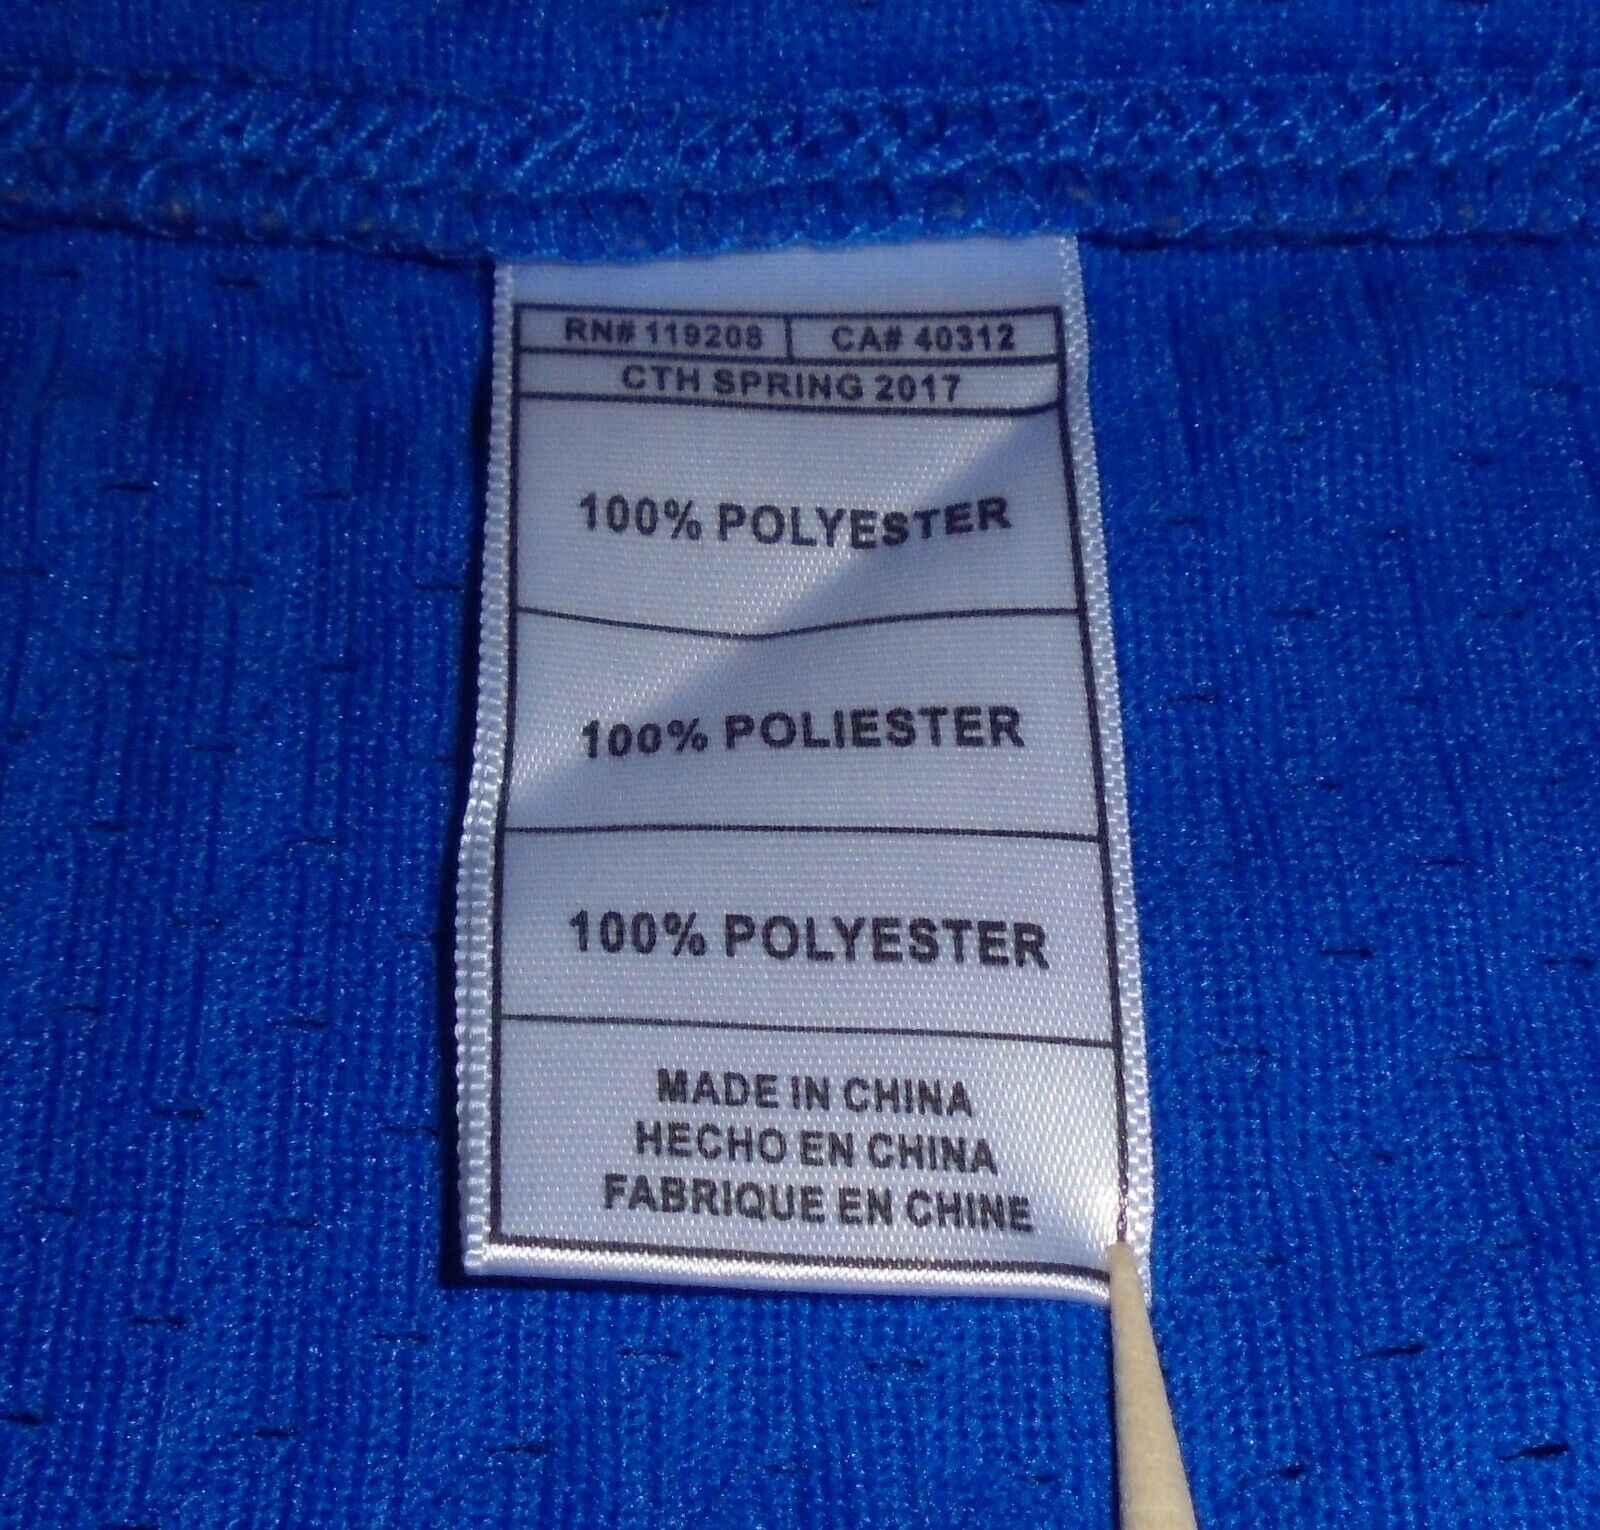 RN# 119208 CA# 40312
CTH SPRING 2017
100% POLYESTER
100% POLIESTER
100% POLYESTER
MADE IN CHINA
HECHO EN CHINA
FABRIQUE EN CHINE